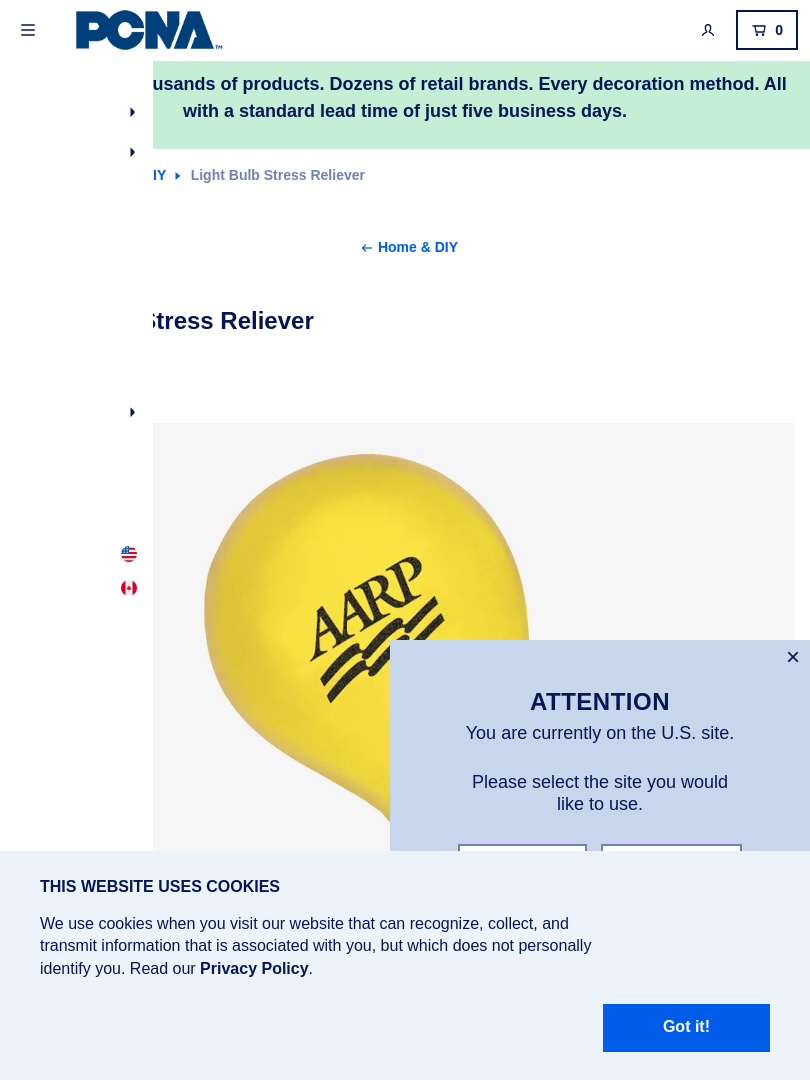 PCNA™
0
usands of products. Dozens of retail brands. Every decoration method. All
with a standard lead time of just five business days.
IY
Light Bulb Stress Reliever
Home & DIY
Stress Reliever
AARP
ATTENTION
You are currently on the U.S. site.
Please select the site you would
like to use.
THIS WEBSITE USES COOKIES
We use cookies when you visit our website that can recognize, collect, and
transmit information that is associated with you, but which does not personally
identify you. Read our Privacy Policy.
Got it!